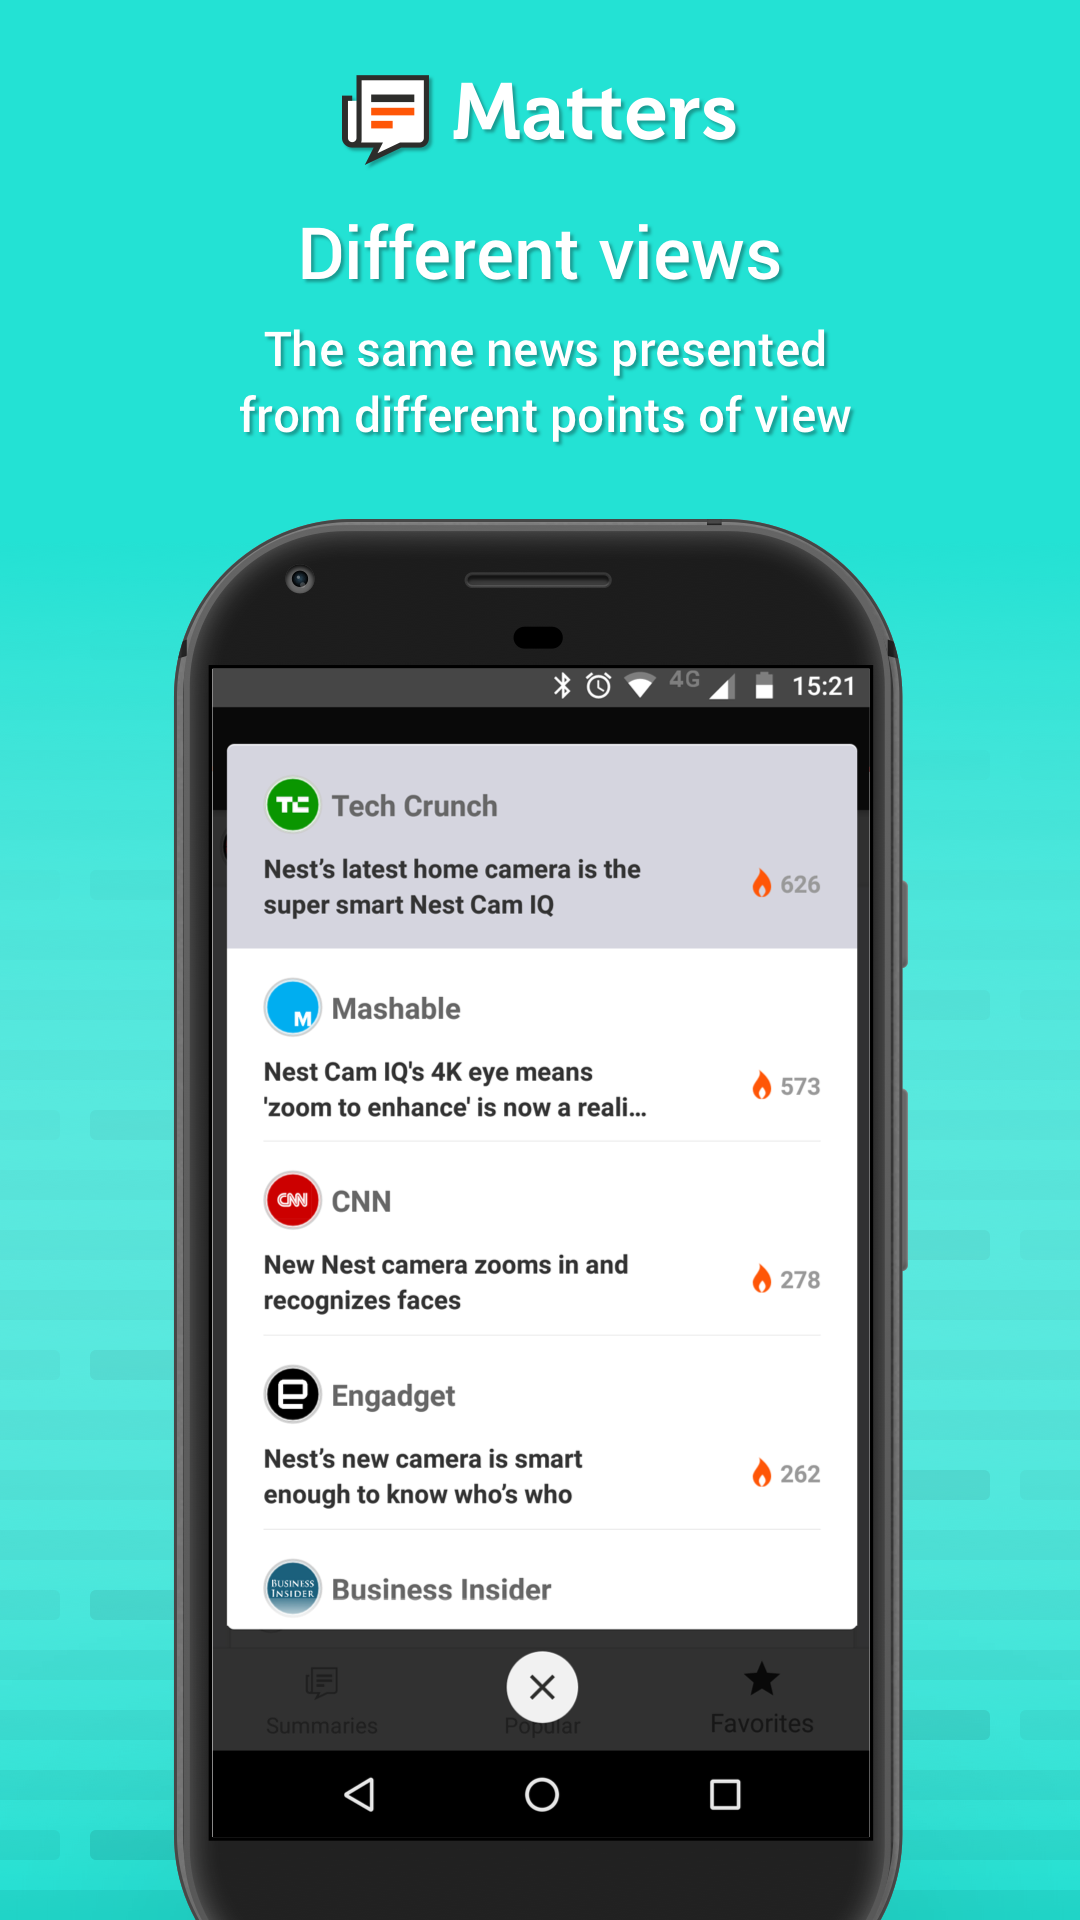 Matters
Different views
The same news presented
from different points of view
4G 15:21
TC Tech Crunch
Nest’s latest home camera is the
super smart Nest Cam IQ
626
M Mashable
Nest Cam IQ's 4K eye means
'zoom to enhance' is now a reali...
573
CNN CNN
New Nest camera zooms in and
recognizes faces
278
e Engadget
Nest’s new camera is smart
enough to know who’s who
262
BUSINESS
INSIDER
Business Insider
Summaries Popular Favorites